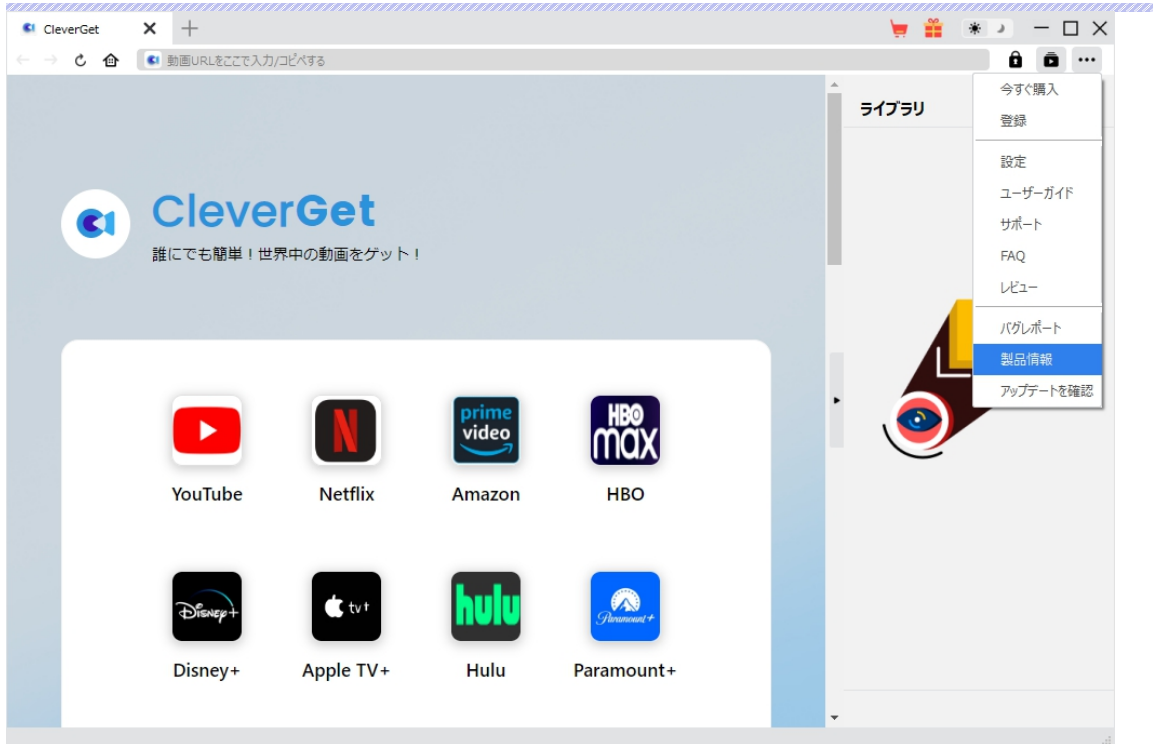 CleverGet
動画URLをここで入力/コピペする
ライブラリ
今すぐ購入
登録
設定
ユーザーガイド
サポート
FAQ
レビュー
バグレポート
製品情報
アップデートを確認
CleverGet
誰にでも簡単！世界中の動画をゲット！
N
prime video
HBO max
YouTube
Netflix
Amazon
HBO
Disney+
tv+
hulu
Paramount+
Disney+
Apple TV+
Hulu
Paramount+